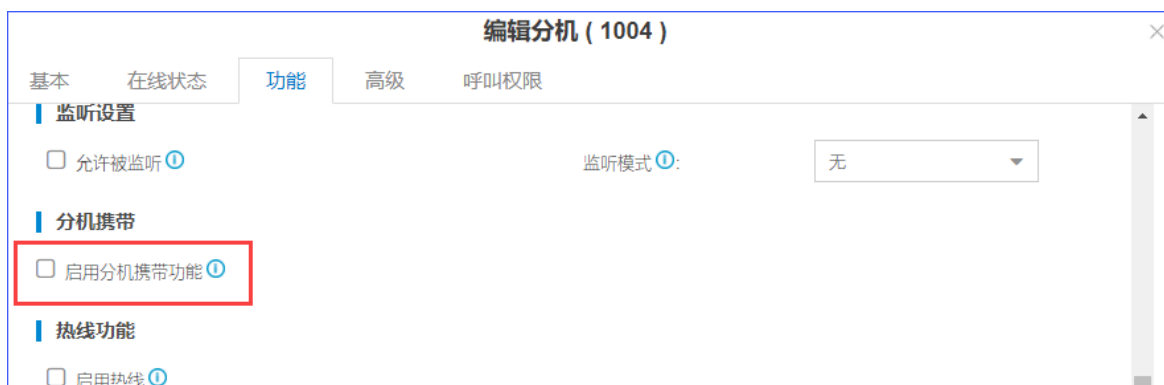 编辑分机 ( 1004 )
基本 在线状态 功能 高级 呼叫权限
监听设置
允许被监听 监听模式 : 无
分机携带
启用分机携带功能
热线功能
启用热线